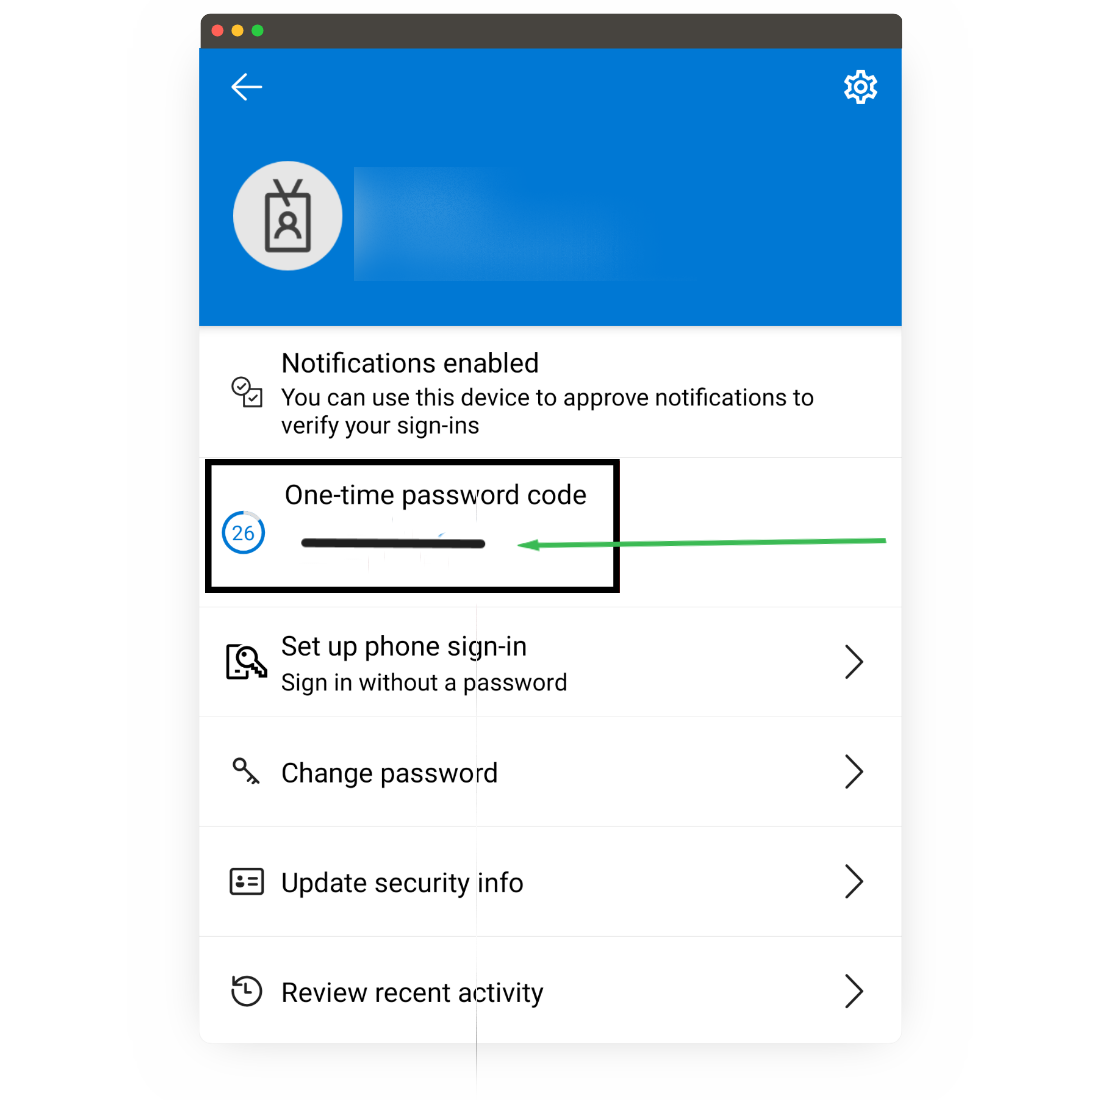 Notifications enabled
You can use this device to approve notifications to
verify your sign-ins
One-time password code
26
Set up phone sign-in
Sign in without a password
Change password
Update security info
Review recent activity